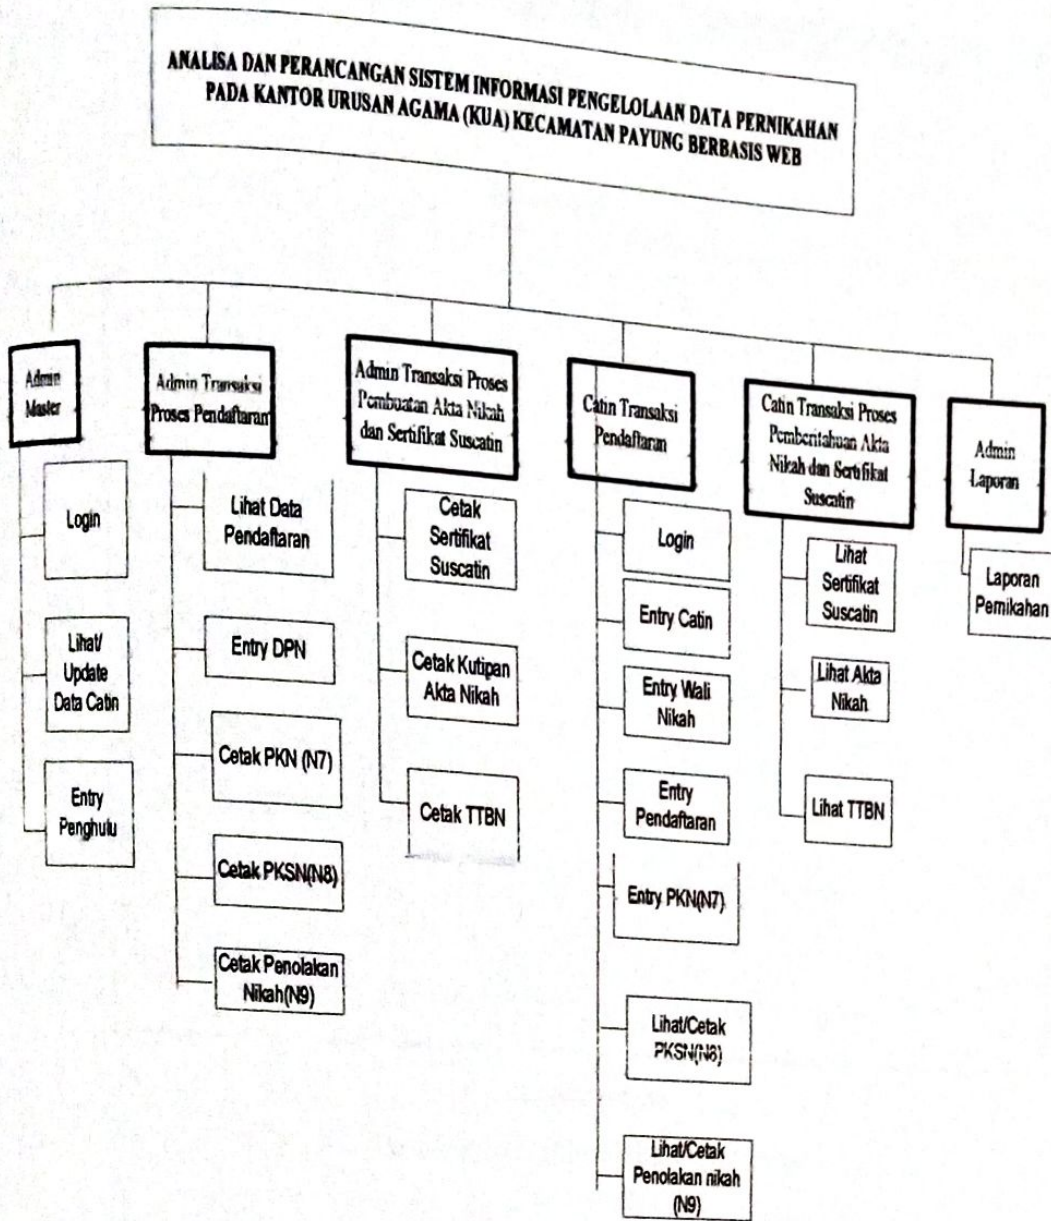 ANALISA DAN PERANCANGAN SISTEM INFORMASI PENGELOLAAN DATA PERNIKAHAN
PADA KANTOR URUSAN AGAMA (KUA) KECAMATAN PAYUNG BERBASIS WEB
Admin
Master
Login
Lihat/
Update
Data Catin
Entry
Penghulu
Admin Transaksi
Proses Pendaftaran
Lihat Data
Pendaftaran
Entry DPN
Cetak PKN (N7)
Cetak PKSN(N8)
Cetak Penolakan
Nikah(N9)
Admin Transaksi Proses
Pembuatan Akta Nikah
dan Sertifikat Suscatin
Cetak
Sertifikat
Suscatin
Cetak Kutipan
Akta Nikah
Cetak TTBN
Catin Transaksi
Pendaftaran
Login
Entry Catin
Entry Wali
Nikah
Entry
Pendaftaran
Entry PKN(N7)
Lihat/Cetak
PKSN(N8)
Lihat/Cetak
Penolakan nikah
(N9)
Catin Transaksi Proses
Pemberitahuan Akta
Nikah dan Sertifikat
Suscatin
Lihat
Sertifikat
Suscatin
Lihat Akta
Nikah
Lihat TTBN
Admin
Laporan
Laporan
Pernikahan